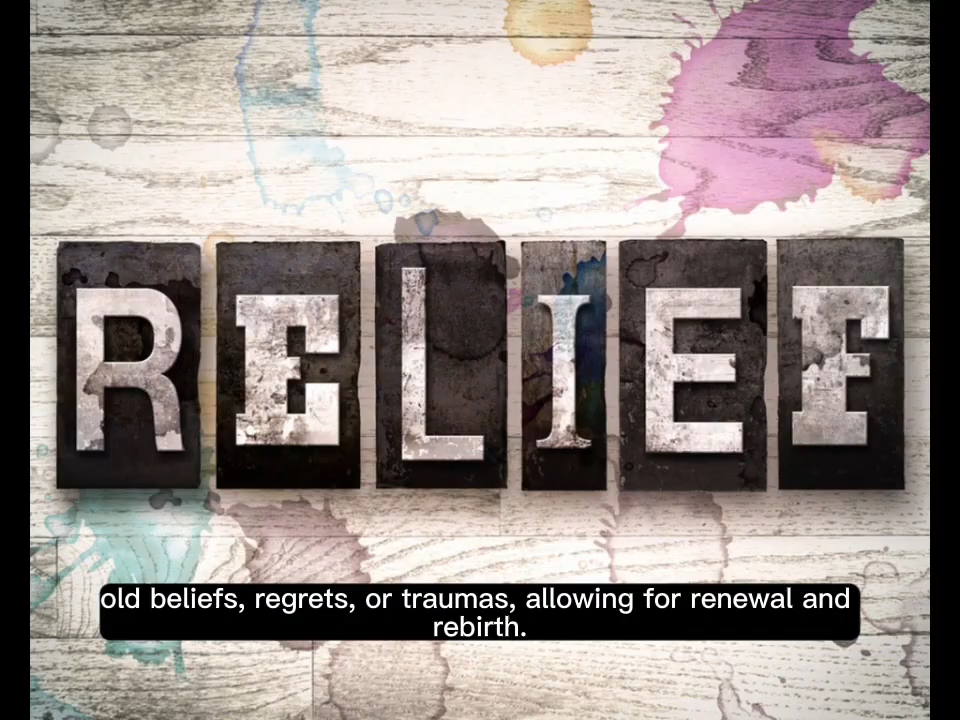 RELIEF
old beliefs, regrets, or traumas, allowing for renewal and
rebirth.